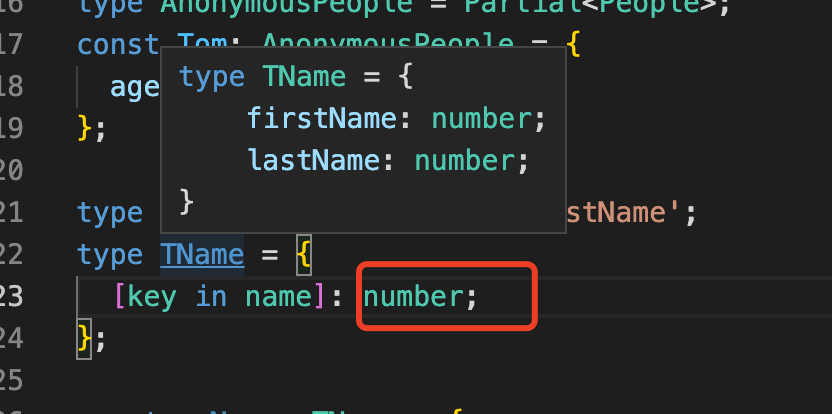 16 type AnonymousPeople = Partial<People>;
17 const Tom: AnonymousPeople = {
18 age
19 };
20
21 type stName';
22 type TName = {
23 [key in name]: number;
24 };
25
type TName = {
firstName: number;
lastName: number;
}